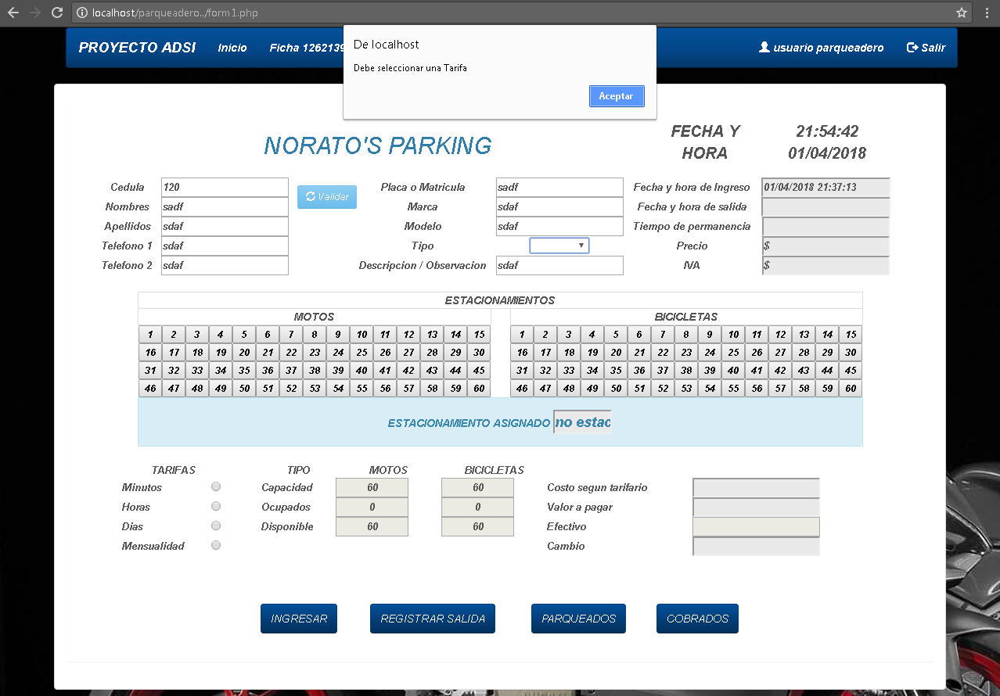 localhost/parqueadero../form1.php
PROYECTO ADSI Inicio Ficha 1262139 usuario parqueadero Salir
De localhost
Debe seleccionar una Tarifa
Aceptar
NORATO'S PARKING
FECHA Y HORA
21:54:42
01/04/2018
Cedula 120
Nombres sadf
Apellidos sdaf
Telefono 1 sdaf
Telefono 2 sdaf
Validar
Placa o Matricula sadf
Marca sdaf
Modelo sdaf
Tipo
Descripcion / Observacion sdaf
Fecha y hora de Ingreso 01/04/2018 21:37:13
Fecha y hora de salida
Tiempo de permanencia
Precio $
IVA $
ESTACIONAMIENTOS
MOTOS
1 2 3 4 5 6 7 8 9 10 11 12 13 14 15
16 17 18 19 20 21 22 23 24 25 26 27 28 29 30
31 32 33 34 35 36 37 38 39 40 41 42 43 44 45
46 47 48 49 50 51 52 53 54 55 56 57 58 59 60
BICICLETAS
1 2 3 4 5 6 7 8 9 10 11 12 13 14 15
16 17 18 19 20 21 22 23 24 25 26 27 28 29 30
31 32 33 34 35 36 37 38 39 40 41 42 43 44 45
46 47 48 49 50 51 52 53 54 55 56 57 58 59 60
ESTACIONAMIENTO ASIGNADO no estac
TARIFAS
Minutos
Horas
Dias
Mensualidad
TIPO MOTOS BICICLETAS
Capacidad 60 60
Ocupados 0 0
Disponible 60 60
Costo segun tarifario
Valor a pagar
Efectivo
Cambio
INGRESAR REGISTRAR SALIDA PARQUEADOS COBRADOS